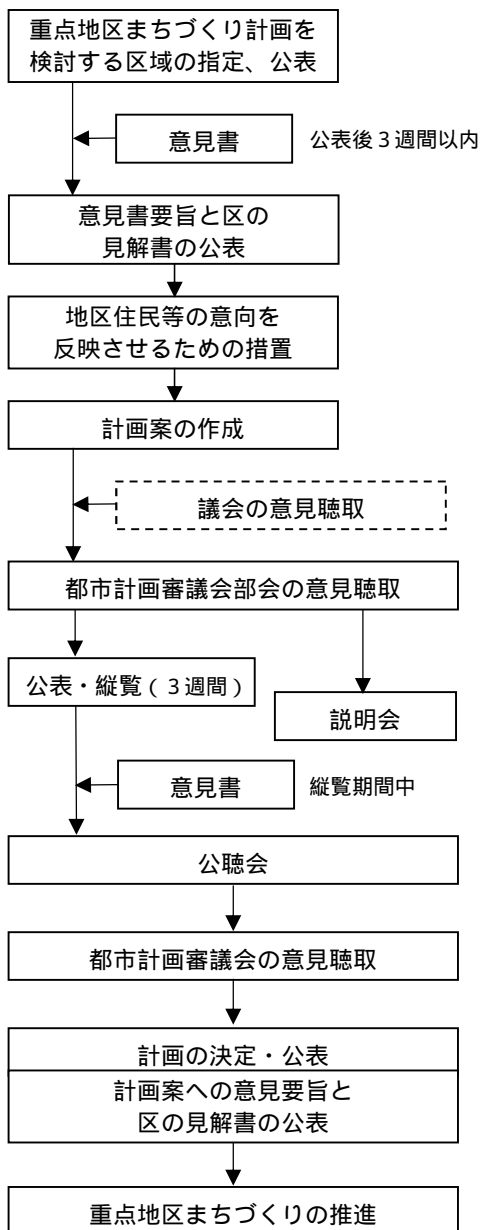 重点地区まちづくり計画を
検討する区域の指定、公表
意見書
公表後3週間以内
意見書要旨と区の
見解書の公表
地区住民等の意向を
反映させるための措置
計画案の作成
議会の意見聴取
都市計画審議会部会の意見聴取
公表・縦覧(3週間)
説明会
意見書
縦覧期間中
公聴会
都市計画審議会の意見聴取
計画の決定・公表
計画案への意見要旨と
区の見解書の公表
重点地区まちづくりの推進